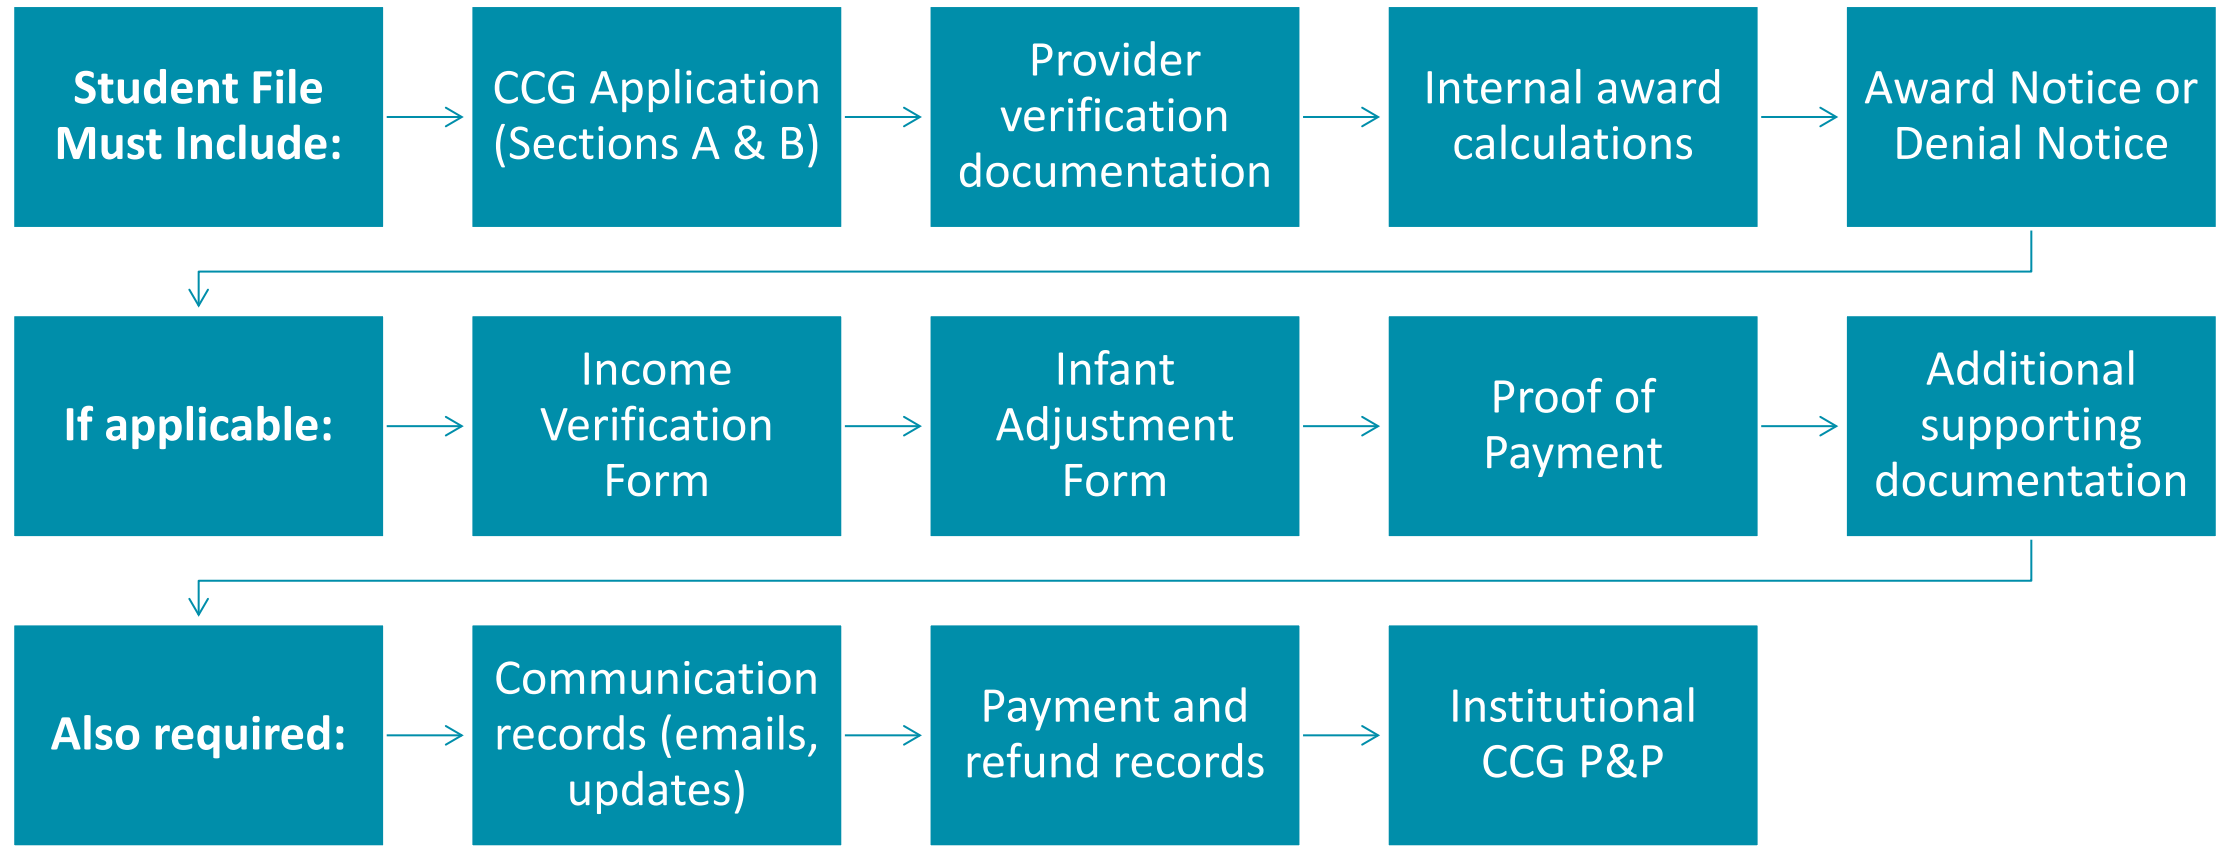 Student File
Must Include:
CCG Application
(Sections A & B)
Provider
verification
documentation
Internal award
calculations
Award Notice or
Denial Notice
If applicable:
Income
Verification
Form
Infant
Adjustment
Form
Proof of
Payment
Additional
supporting
documentation
Also required:
Communication
records (emails,
updates)
Payment and
refund records
Institutional
CCG P&P